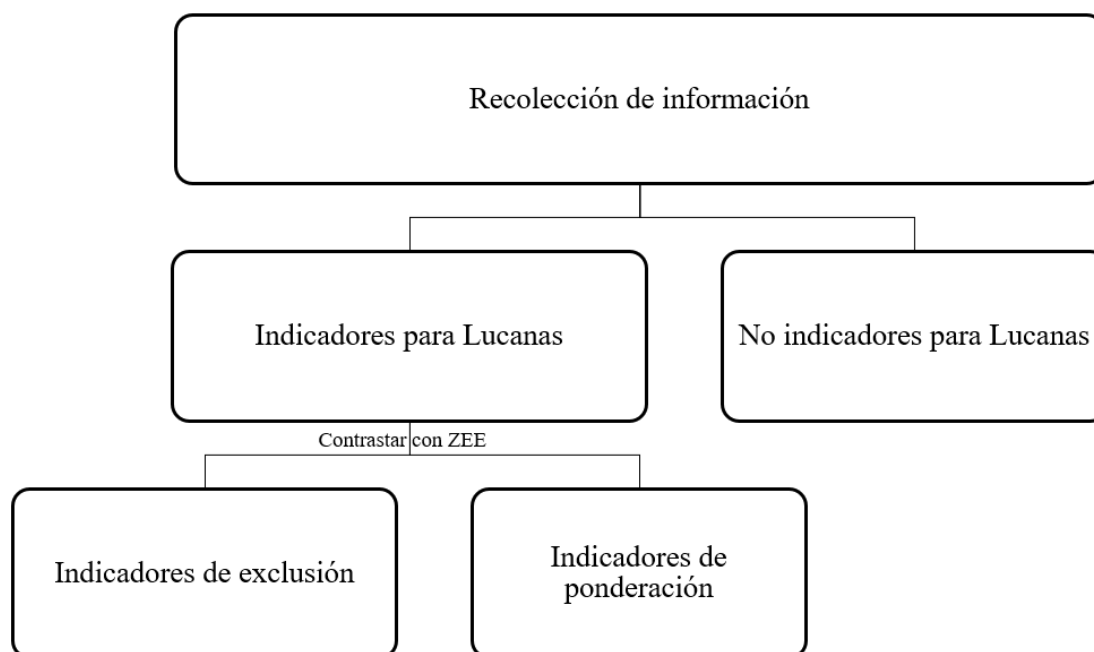 Recolección de información
Indicadores para Lucanas
No indicadores para Lucanas
Contrastar con ZEE
Indicadores de exclusión
Indicadores de
ponderación